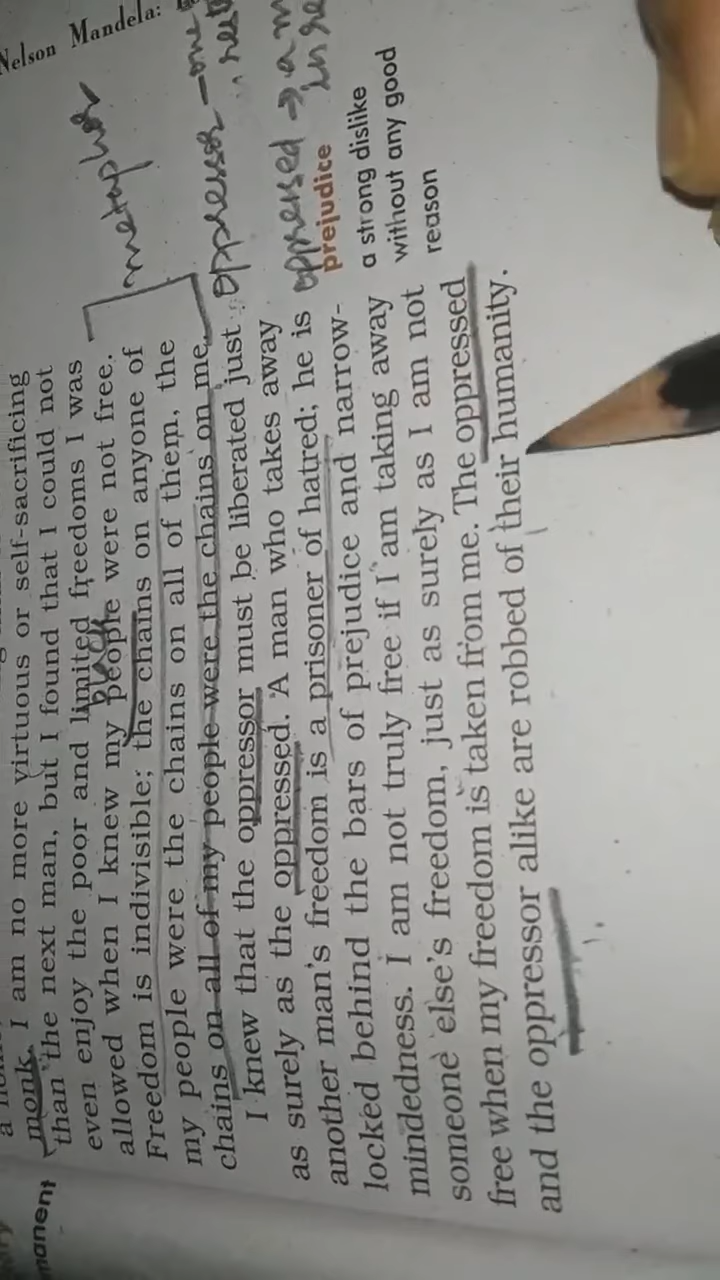 Nelson Mandela:
monk. I am no more virtuous or self-sacrificing
than the next man, but I found that I could not
even enjoy the poor and limited freedoms I was
allowed when I knew my people were not free.
black
Freedom is indivisible; the chains on anyone of
my people were the chains on all of them, the
chains on all of my people were the chains on me.
I knew that the oppressor must be liberated just
as surely as the oppressed. A man who takes away
another man's freedom is a prisoner of hatred; he is
locked behind the bars of prejudice and narrow-
mindedness. I am not truly free if I am taking away
someone else's freedom, just as surely as I am not
free when my freedom is taken from me. The oppressed
and the oppressor alike are robbed of their humanity.
metaphor
oppressor — one
oppressed → a m
in re
prejudice
a strong dislike
without any good
reason
manent